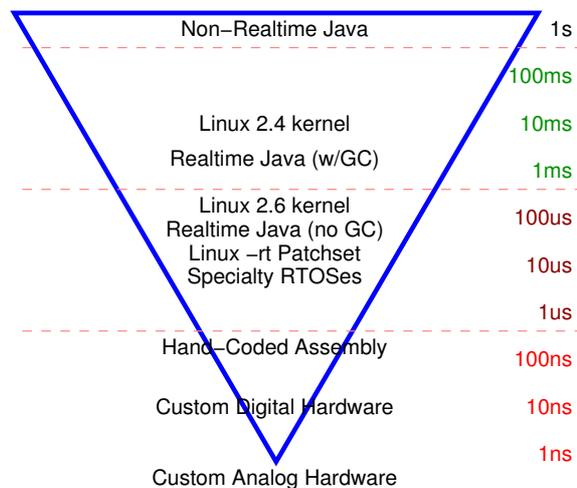 Non−Realtime Java
1s
100ms
Linux 2.4 kernel
10ms
Realtime Java (w/GC)
1ms
Linux 2.6 kernel
100us
Realtime Java (no GC)
Linux −rt Patchset
10us
Specialty RTOSes
1us
Hand−Coded Assembly
100ns
Custom Digital Hardware
10ns
1ns
Custom Analog Hardware